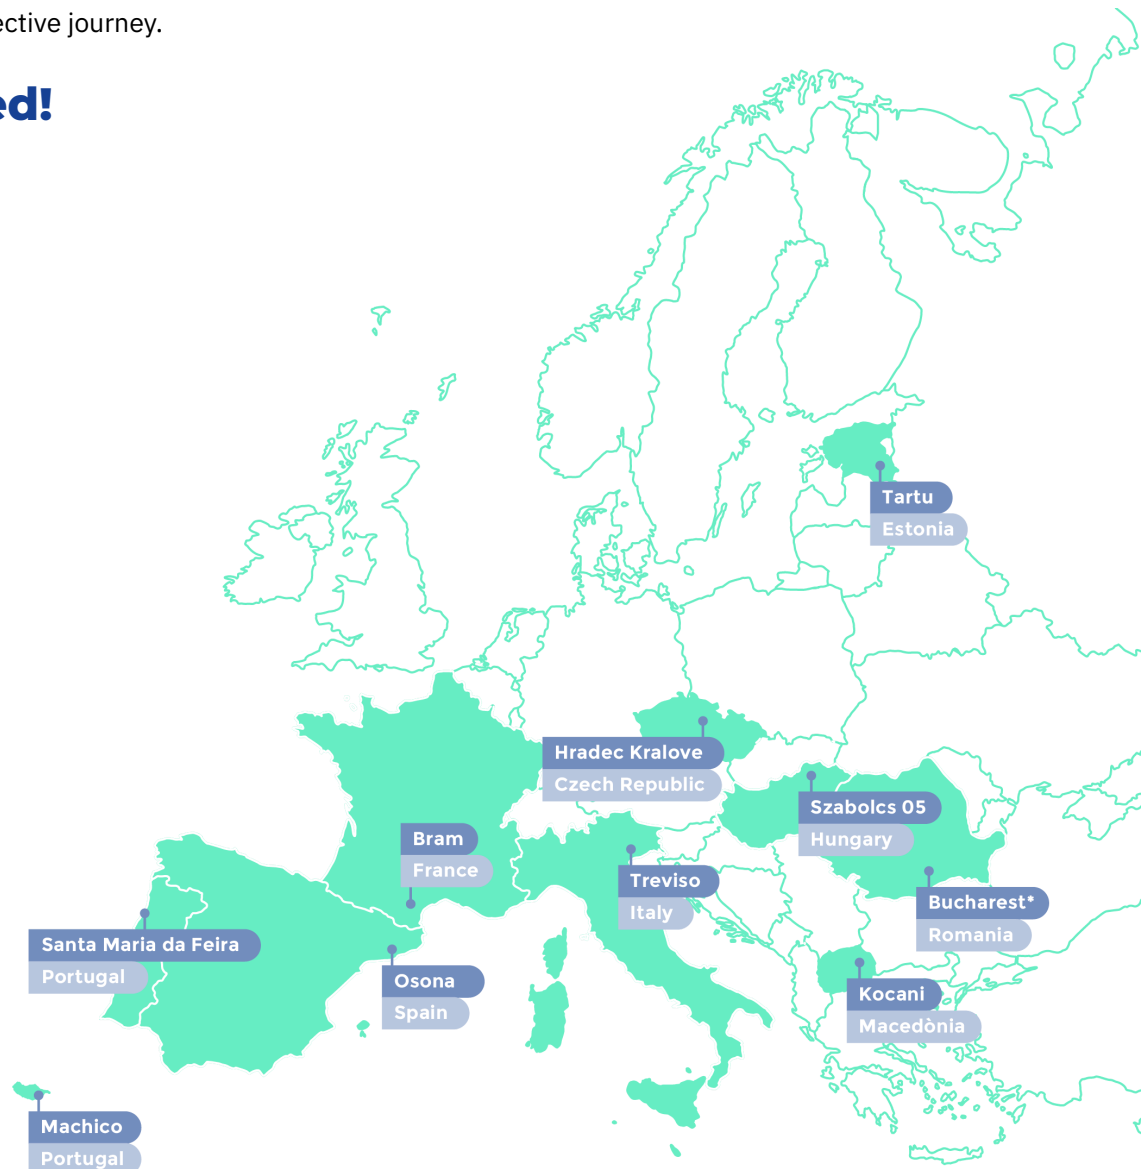 ective journey.
ed!
Tartu
Estonia
Hradec Kralove
Czech Republic
Szabolcs 05
Hungary
Bram
France
Treviso
Italy
Bucharest*
Romania
Santa Maria da Feira
Portugal
Osona
Spain
Kocani
Macedònia
Machico
Portugal